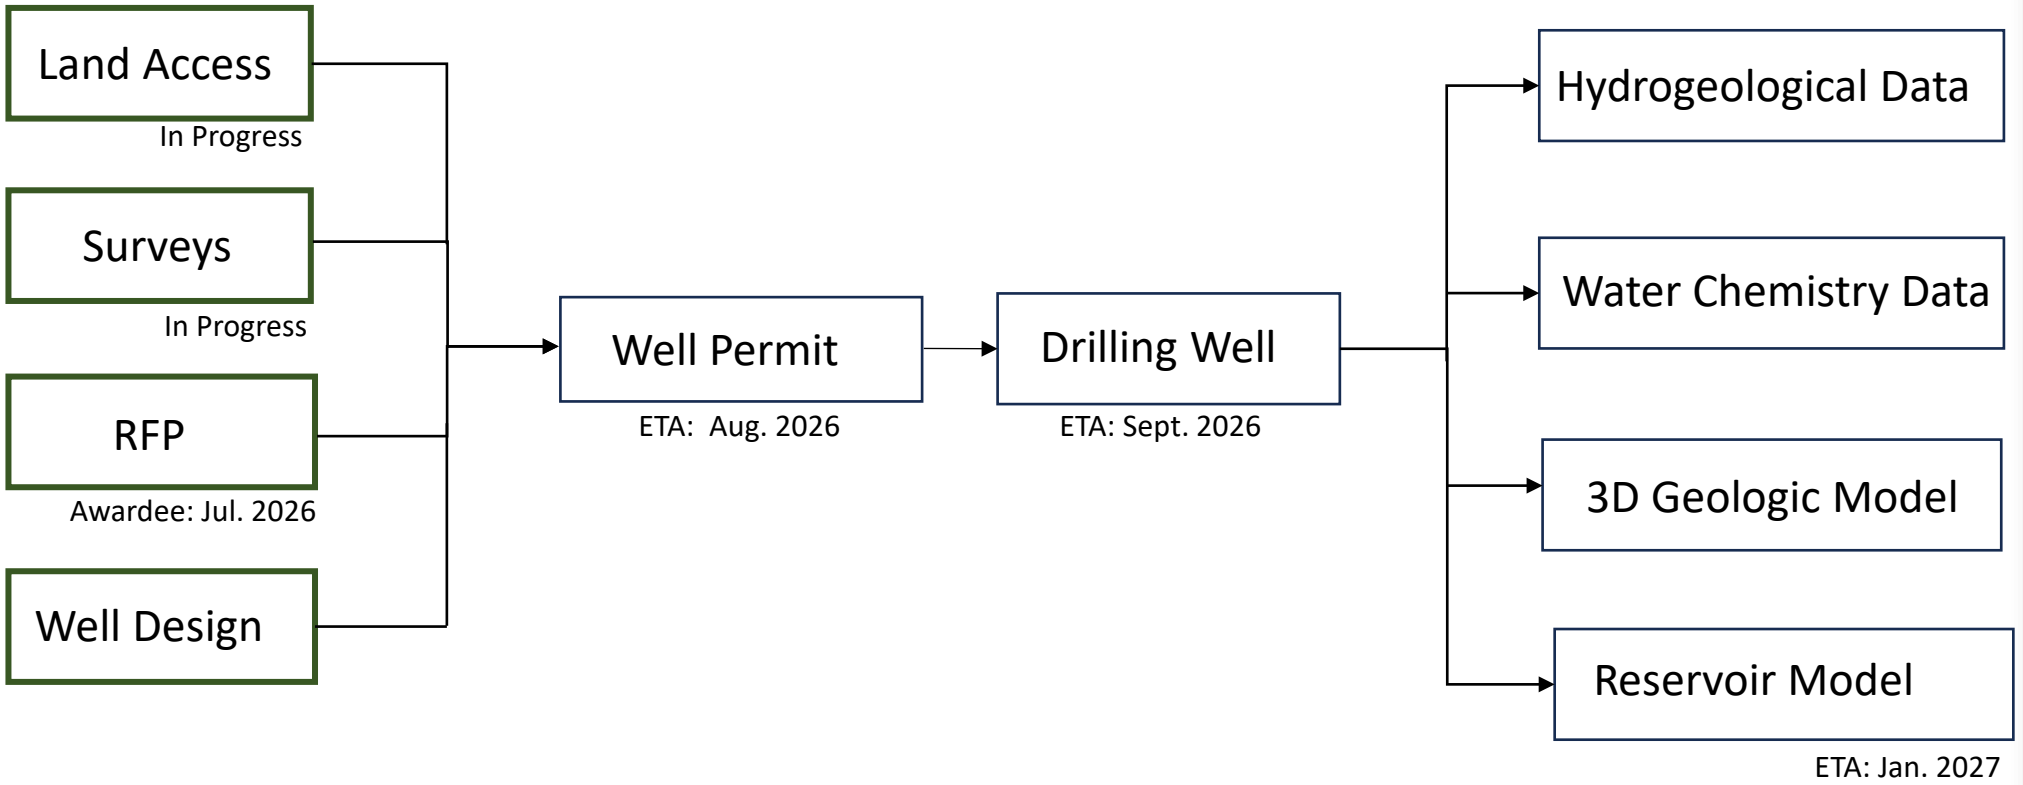 Land Access
In Progress
Surveys
In Progress
RFP
Awardee: Jul. 2026
Well Design
Well Permit
ETA:  Aug. 2026
Drilling Well
ETA: Sept. 2026
Hydrogeological Data
Water Chemistry Data
3D Geologic Model
Reservoir Model
ETA: Jan. 2027